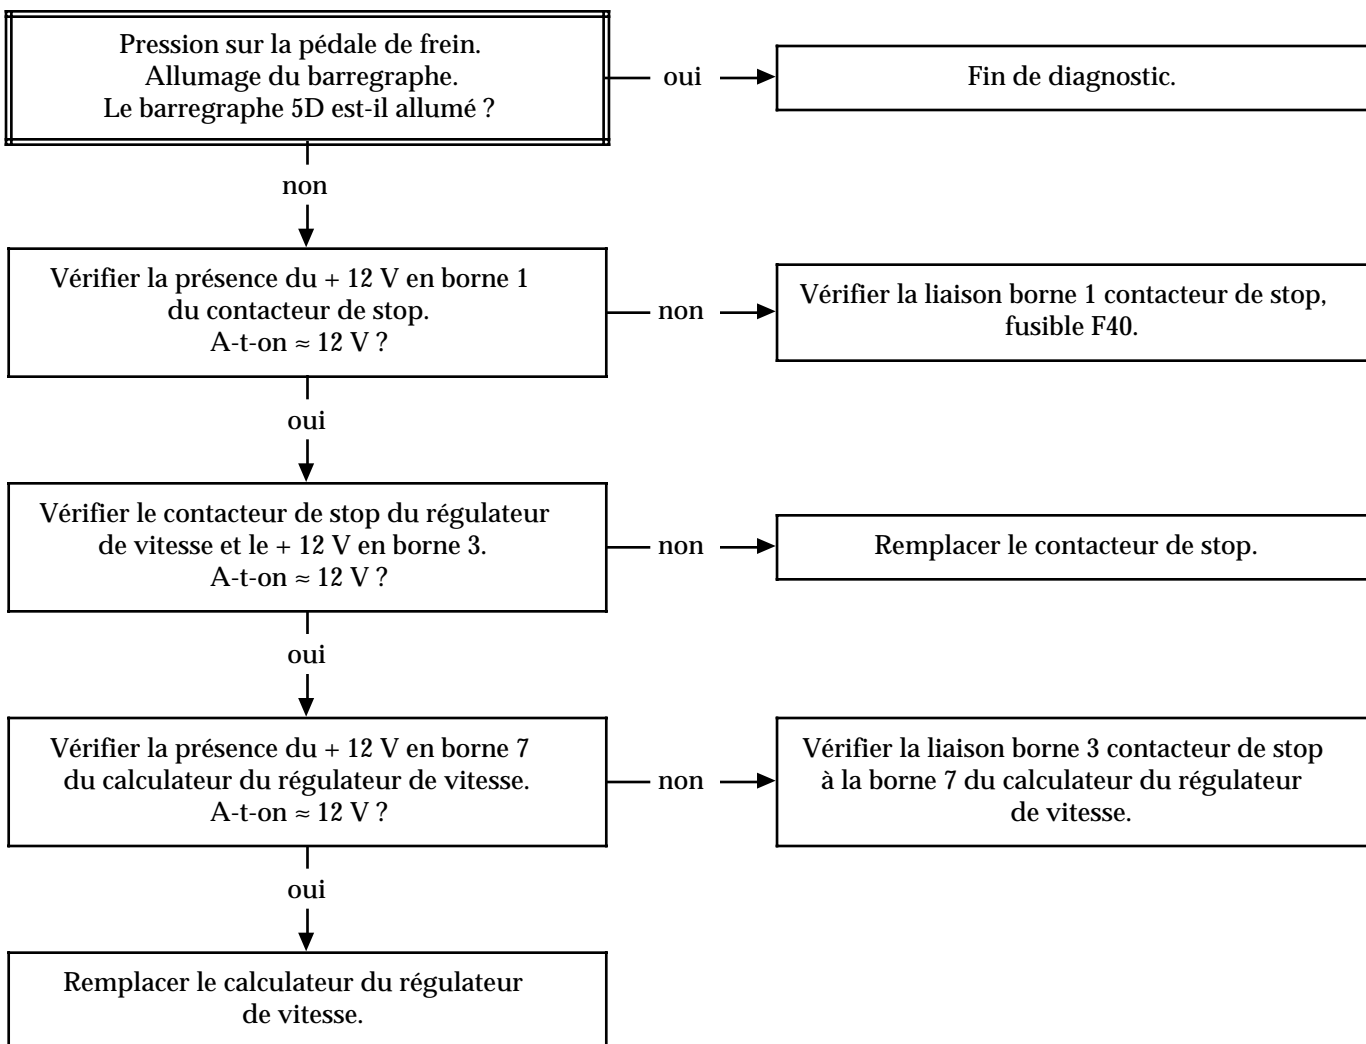 Pression sur la pédale de frein.
Allumage du barregraphe.
Le barregraphe 5D est-il allumé ?
oui
Fin de diagnostic.
non
Vérifier la présence du + 12 V en borne 1
du contacteur de stop.
A-t-on ≈ 12 V ?
non
Vérifier la liaison borne 1 contacteur de stop,
fusible F40.
oui
Vérifier le contacteur de stop du régulateur
de vitesse et le + 12 V en borne 3.
A-t-on ≈ 12 V ?
non
Remplacer le contacteur de stop.
oui
Vérifier la présence du + 12 V en borne 7
du calculateur du régulateur de vitesse.
A-t-on ≈ 12 V ?
non
Vérifier la liaison borne 3 contacteur de stop
à la borne 7 du calculateur du régulateur
de vitesse.
oui
Remplacer le calculateur du régulateur
de vitesse.